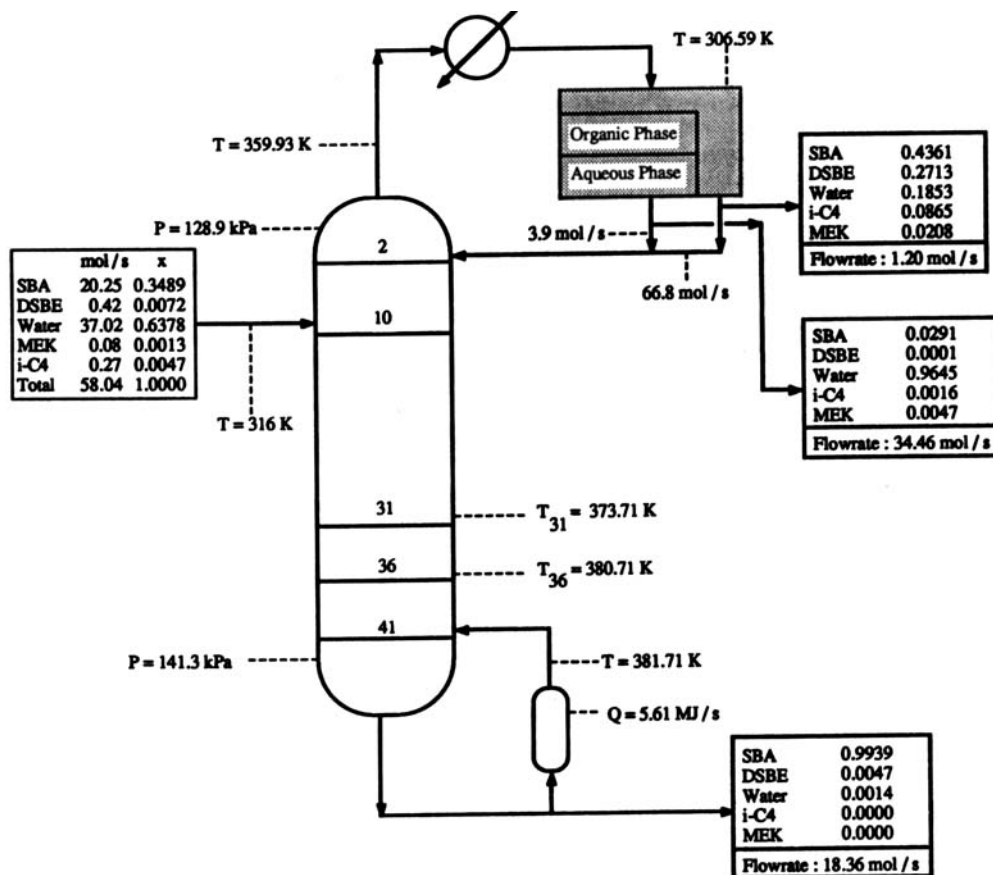 T = 306.59 K
Organic Phase
Aqueous Phase
T = 359.93 K
P = 128.9 kPa
3.9 mol / s
66.8 mol / s
SBA 0.4361
DSBE 0.2713
Water 0.1853
i-C4 0.0865
MEK 0.0208
Flowrate : 1.20 mol / s
mol / s x
SBA 20.25 0.3489
DSBE 0.42 0.0072
Water 37.02 0.6378
MEK 0.08 0.0013
i-C4 0.27 0.0047
Total 58.04 1.0000
T = 316 K
2
10
31
36
41
SBA 0.0291
DSBE 0.0001
Water 0.9645
i-C4 0.0016
MEK 0.0047
Flowrate : 34.46 mol / s
T31 = 373.71 K
T36 = 380.71 K
P = 141.3 kPa
T = 381.71 K
Q = 5.61 MJ / s
SBA 0.9939
DSBE 0.0047
Water 0.0014
i-C4 0.0000
MEK 0.0000
Flowrate : 18.36 mol / s